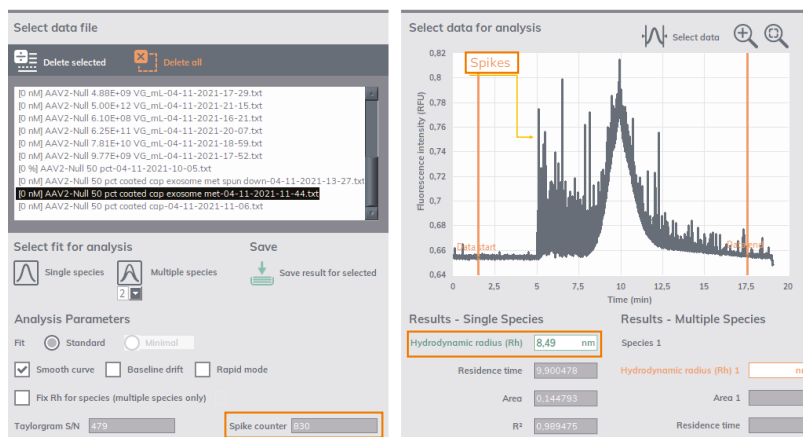 Select data file
Delete selected
Delete all
[0 nM] AAV2-Null 4.88E+09 VG_mL-04-11-2021-17-29.txt
[0 nM] AAV2-Null 5.00E+12 VG_mL-04-11-2021-21-15.txt
[0 nM] AAV2-Null 6.10E+08 VG_mL-04-11-2021-16-21.txt
[0 nM] AAV2-Null 6.25E+11 VG_mL-04-11-2021-20-07.txt
[0 nM] AAV2-Null 7.81E+10 VG_mL-04-11-2021-18-59.txt
[0 nM] AAV2-Null 9.77E+09 VG_mL-04-11-2021-17-52.txt
[0 %] AAV2-Null 50 pct-04-11-2021-10-05.txt
[0 nM] AAV2-Null 50 pct coated cap exosome met spun down-04-11-2021-13-27.txt
[0 nM] AAV2-Null 50 pct coated cap exosome met-04-11-2021-11-44.txt
[0 nM] AAV2-Null 50 pct coated cap-04-11-2021-11-06.txt
Select fit for analysis
Save
Single species
Multiple species
2
Save result for selected
Analysis Parameters
Fit
Standard
Minimal
Smooth curve
Baseline drift
Rapid mode
Fix Rh for species (multiple species only)
Taylorgram S/N
479
Spike counter
830
Select data for analysis
Select data
Fluorescence intensity (RFU)
0,82
0,8
0,78
0,76
0,74
0,72
0,7
0,68
0,66
0,64
Spikes
Data start
0
2,5
5
7,5
10
12,5
15
17,5
20
Time (min)
Results - Single Species
Hydrodynamic radius (Rh)
8,49
nm
Residence time
9,900478
Area
0,144793
R²
0,989475
Results - Multiple Species
Species 1
Hydrodynamic radius (Rh) 1
Area 1
Residence time